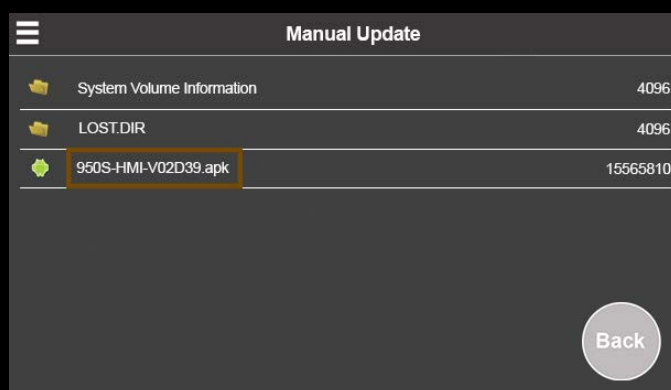 Manual Update
System Volume Information 4096
LOST.DIR 4096
950S-HMI-V02D39.apk 15565810
Back